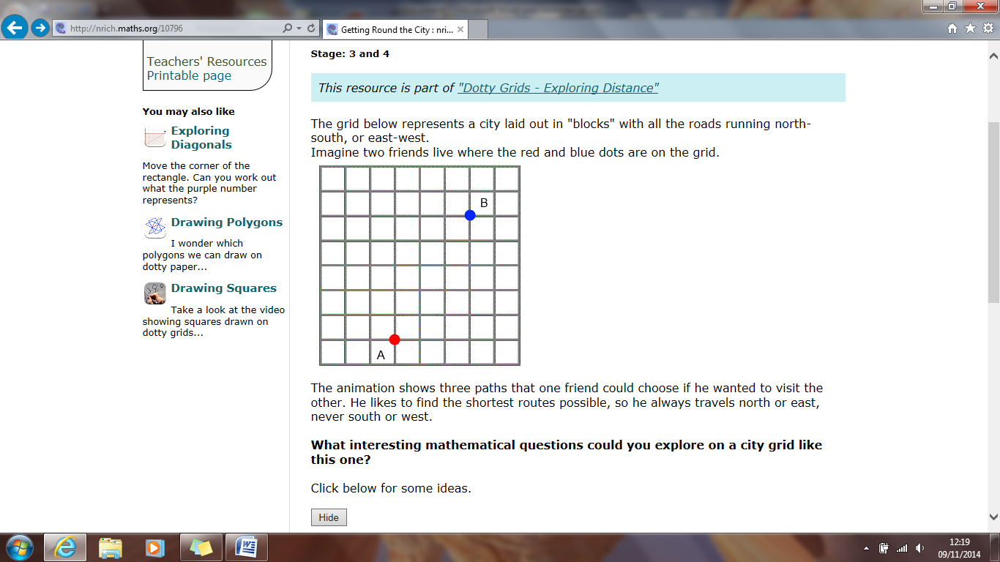 http://nrich.maths.org/10796
Getting Round the City : nri...
Teachers' Resources
Printable page
You may also like
Exploring
Diagonals
Move the corner of the
rectangle. Can you work out
what the purple number
represents?
Drawing Polygons
I wonder which
polygons we can draw on
dotty paper...
Drawing Squares
Take a look at the video
showing squares drawn on
dotty grids...
Stage: 3 and 4
This resource is part of "Dotty Grids - Exploring Distance"
The grid below represents a city laid out in "blocks" with all the roads running north-
south, or east-west.
Imagine two friends live where the red and blue dots are on the grid.
B
A
The animation shows three paths that one friend could choose if he wanted to visit the
other. He likes to find the shortest routes possible, so he always travels north or east,
never south or west.
What interesting mathematical questions could you explore on a city grid like
this one?
Click below for some ideas.
Hide
12:19
09/11/2014